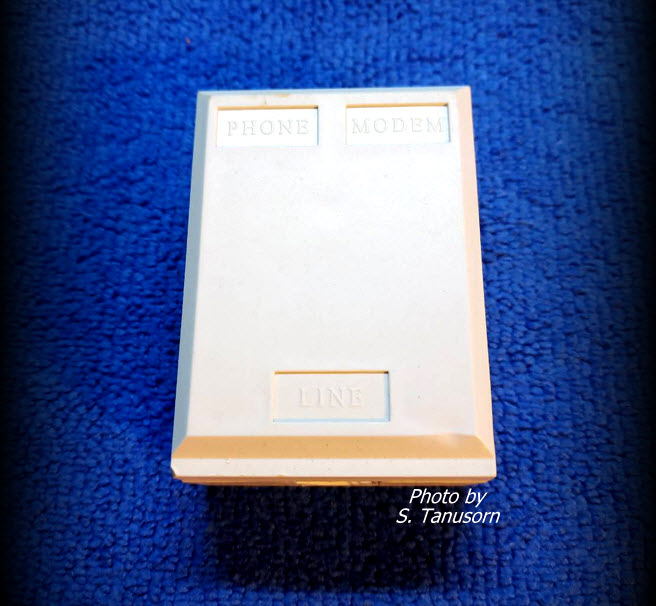 PHONE MODEM
LINE
Photo by
S. Tanusorn